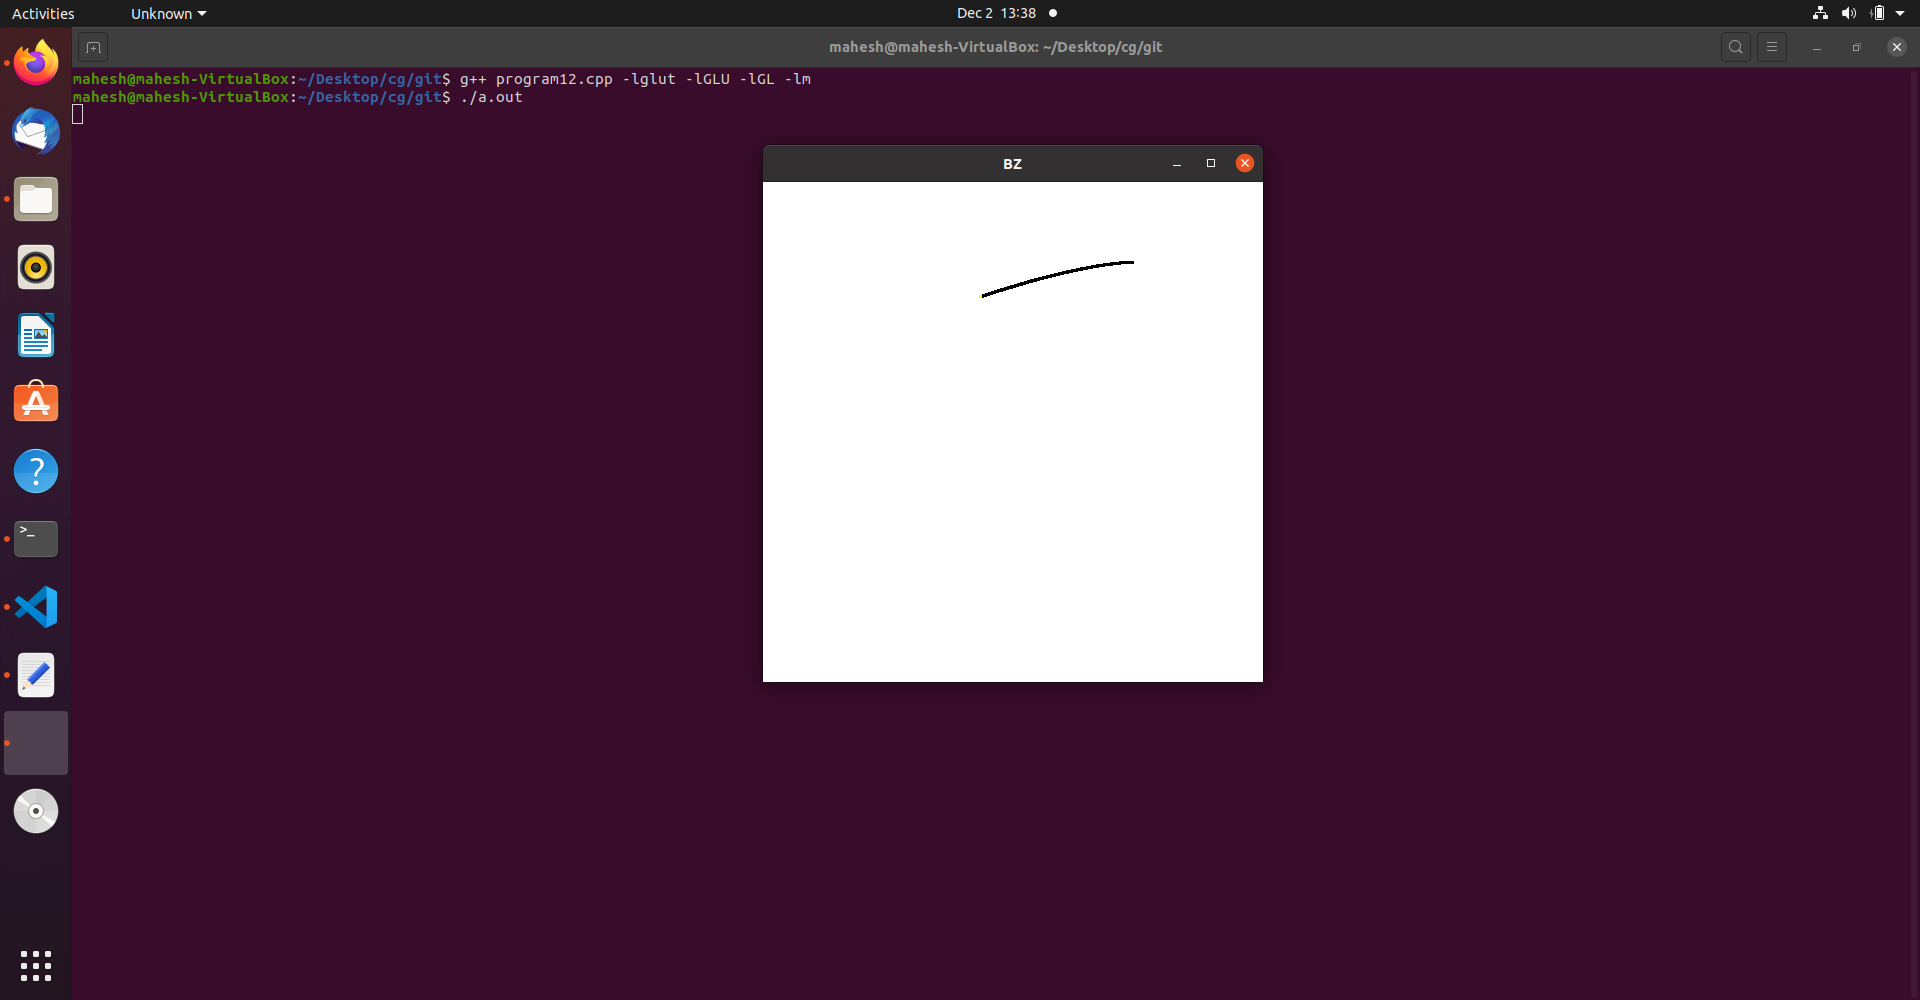 Activities
Unknown
Dec 2 13:38
mahesh@mahesh-VirtualBox: ~/Desktop/cg/git
mahesh@mahesh-VirtualBox:~/Desktop/cg/git$ g++ program12.cpp -lglut -lGLU -lGL -lm
mahesh@mahesh-VirtualBox:~/Desktop/cg/git$ ./a.out
BZ